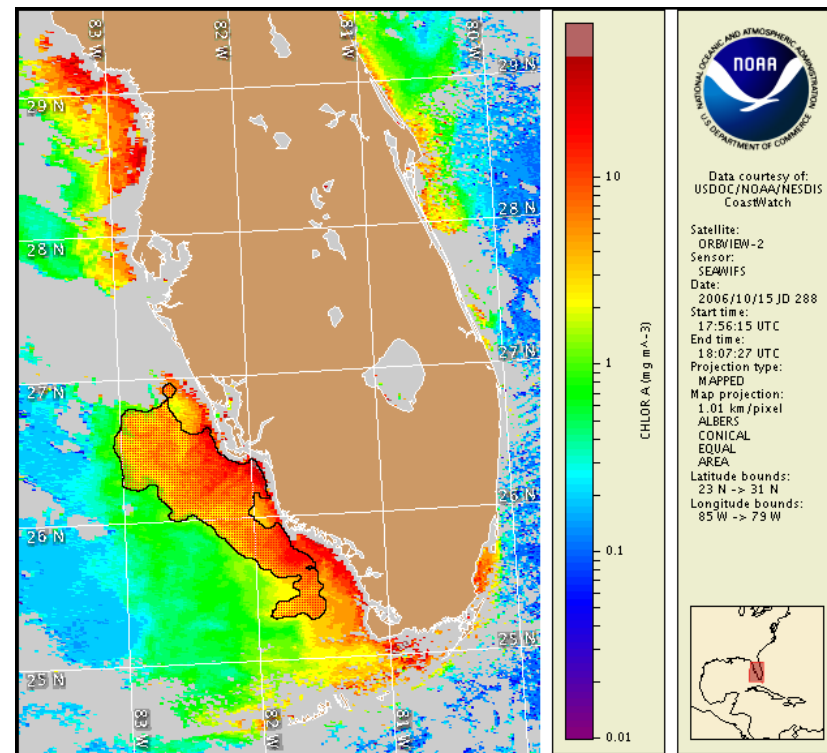 83 W
82 W
81 W
80 W
29 N
29 N
28 N
28 N
27 N
27 N
26 N
26 N
25 N
25 N
83 W
82 W
81 W
10
1
0.1
0.01
CHLOR A (mg m^-3)
NATIONAL OCEANIC AND ATMOSPHERIC ADMINISTRATION
NOAA
U.S. DEPARTMENT OF COMMERCE
Data courtesy of:
USDOC/NOAA/NESDIS
CoastWatch
Satellite:
ORBVIEW-2
Sensor:
SEAWIFS
Date:
2006/10/15 JD 288
Start time:
17:56:15 UTC
End time:
18:07:27 UTC
Projection type:
MAPPED
Map projection:
1.01 km/pixel
ALBERS
CONICAL
EQUAL
AREA
Latitude bounds:
23 N -> 31 N
Longitude bounds:
85 W -> 79 W